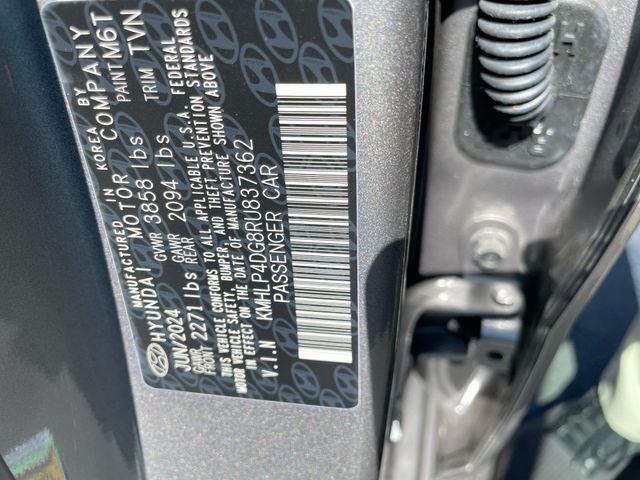 MANUFACTURED IN KOREA BY
HYUNDAI MOTOR COMPANY
JUN/2024 GVWR 3858 lbs PAINT M6T
GAWR FRONT 2271 lbs GAWR REAR 2094 lbs TRIM TVN
THIS VEHICLE CONFORMS TO ALL APPLICABLE U.S.A. FEDERAL
MOTOR VEHICLE SAFETY, BUMPER, AND THEFT PREVENTION STANDARDS
IN EFFECT ON THE DATE OF MANUFACTURE SHOWN ABOVE
V.I.N KMHLP4DG8RU837362
PASSENGER CAR